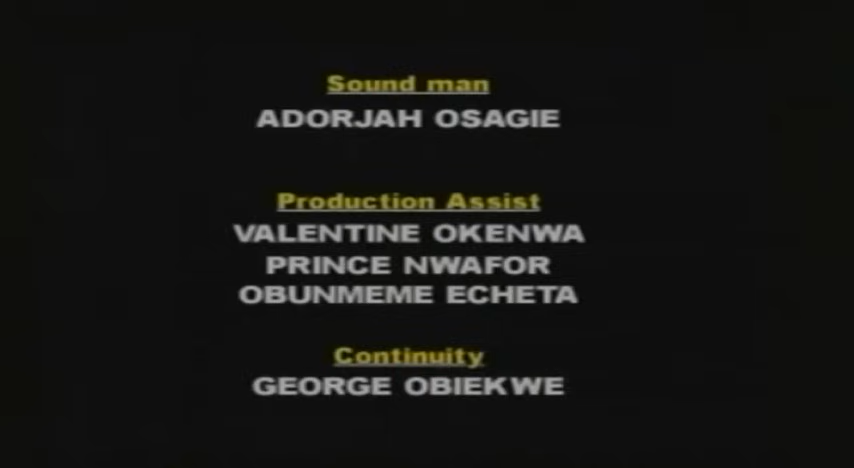 Sound man
ADORJAH OSAGIE
Production Assist
VALENTINE OKENWA
PRINCE NWAFOR
OBUNMEME ECHETA
Continuity
GEORGE OBIEKWE